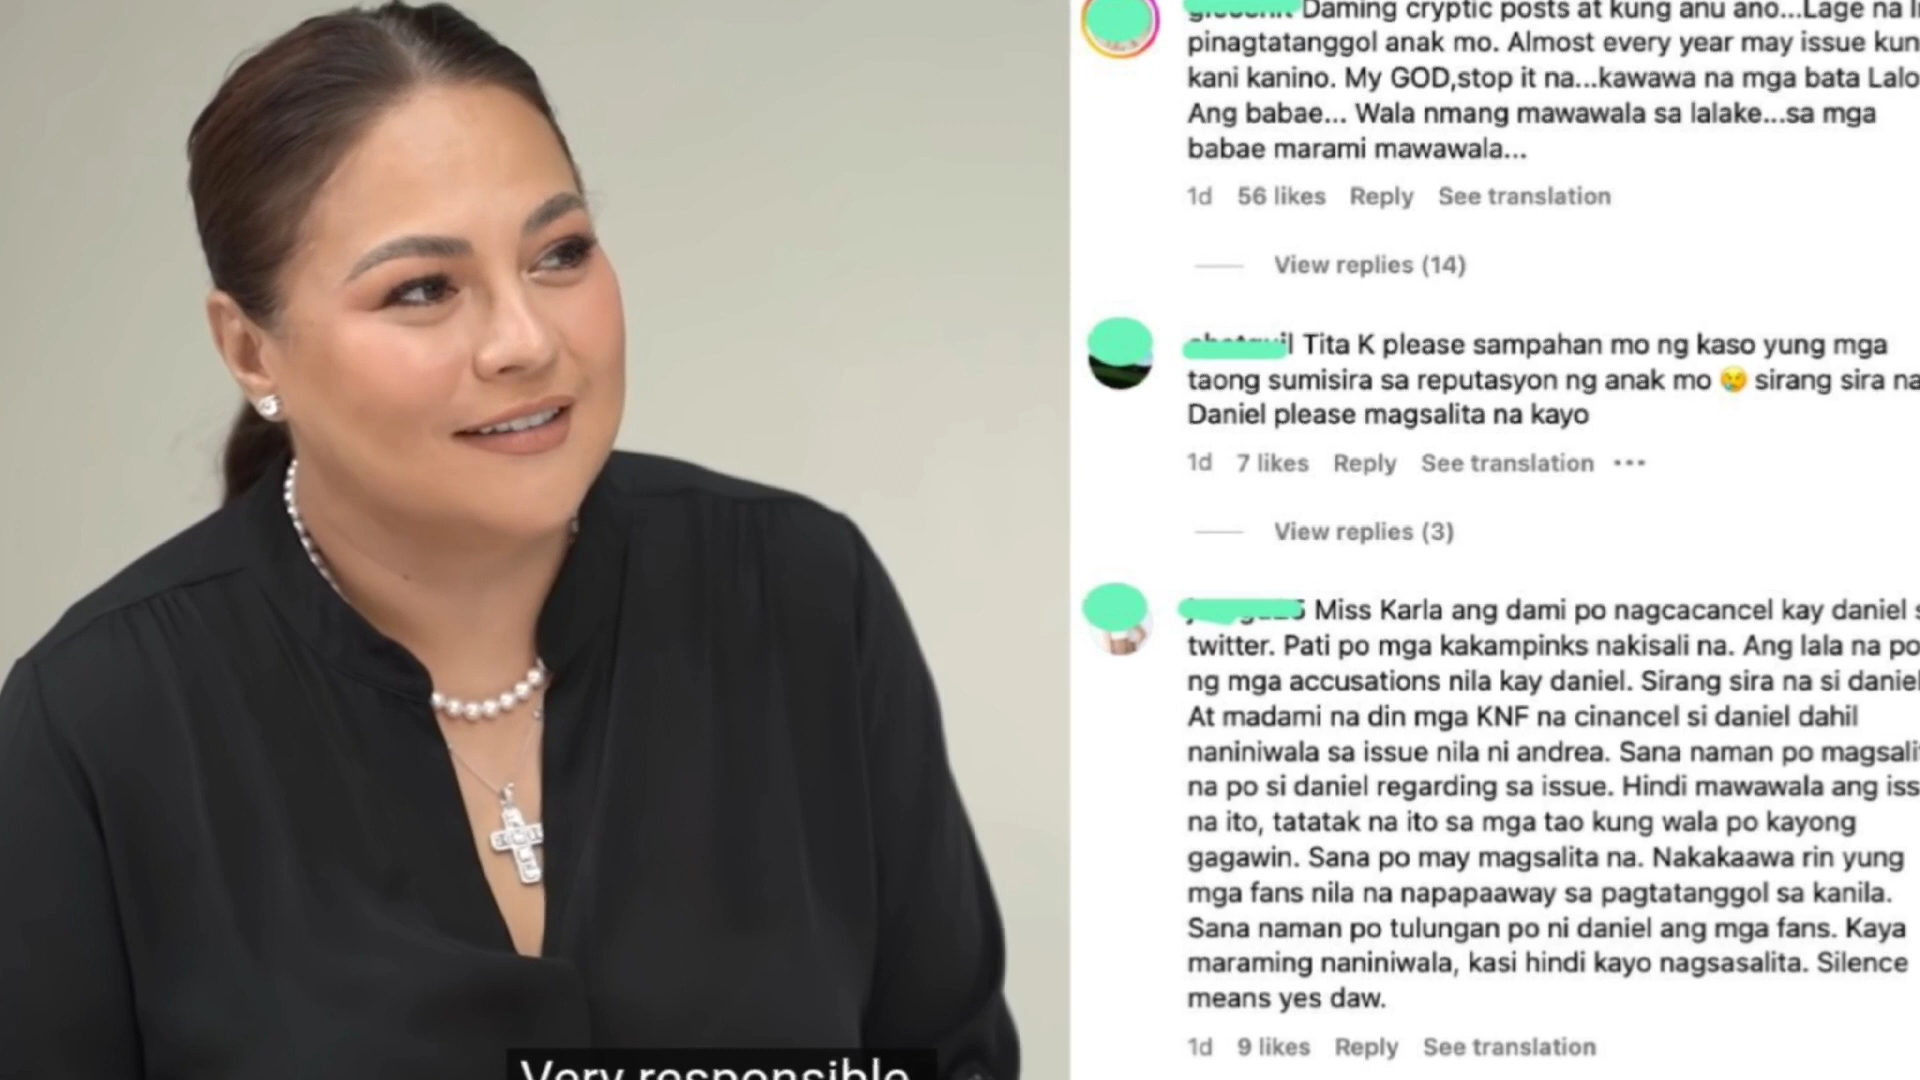 Very responsible
Daming cryptic posts at kung anu ano...Lage na
pinagtatanggol anak mo. Almost every year may issue kun
kani kanino. My GOD,stop it na...kawawa na mga bata Lalo
Ang babae... Wala nmang mawawala sa lalake...sa mga
babae marami mawawala...
1d 56 likes Reply See translation
View replies (14)
Tita K please sampahan mo ng kaso yung mga
taong sumisira sa reputasyon ng anak mo 😢 sirang sira na
Daniel please magsalita na kayo
1d 7 likes Reply See translation ...
View replies (3)
Miss Karla ang dami po nagcacancel kay daniel s
twitter. Pati po mga kakampinks nakisali na. Ang lala na po
ng mga accusations nila kay daniel. Sirang sira na si daniel
At madami na din mga KNF na cinancel si daniel dahil
naniniwala sa issue nila ni andrea. Sana naman po magsali
na po si daniel regarding sa issue. Hindi mawawala ang iss
na ito, tatatak na ito sa mga tao kung wala po kayong
gagawin. Sana po may magsalita na. Nakakaawa rin yung
mga fans nila na napapaaway sa pagtatanggol sa kanila.
Sana naman po tulungan po ni daniel ang mga fans. Kaya
maraming naniniwala, kasi hindi kayo nagsasalita. Silence
means yes daw.
1d 9 likes Reply See translation